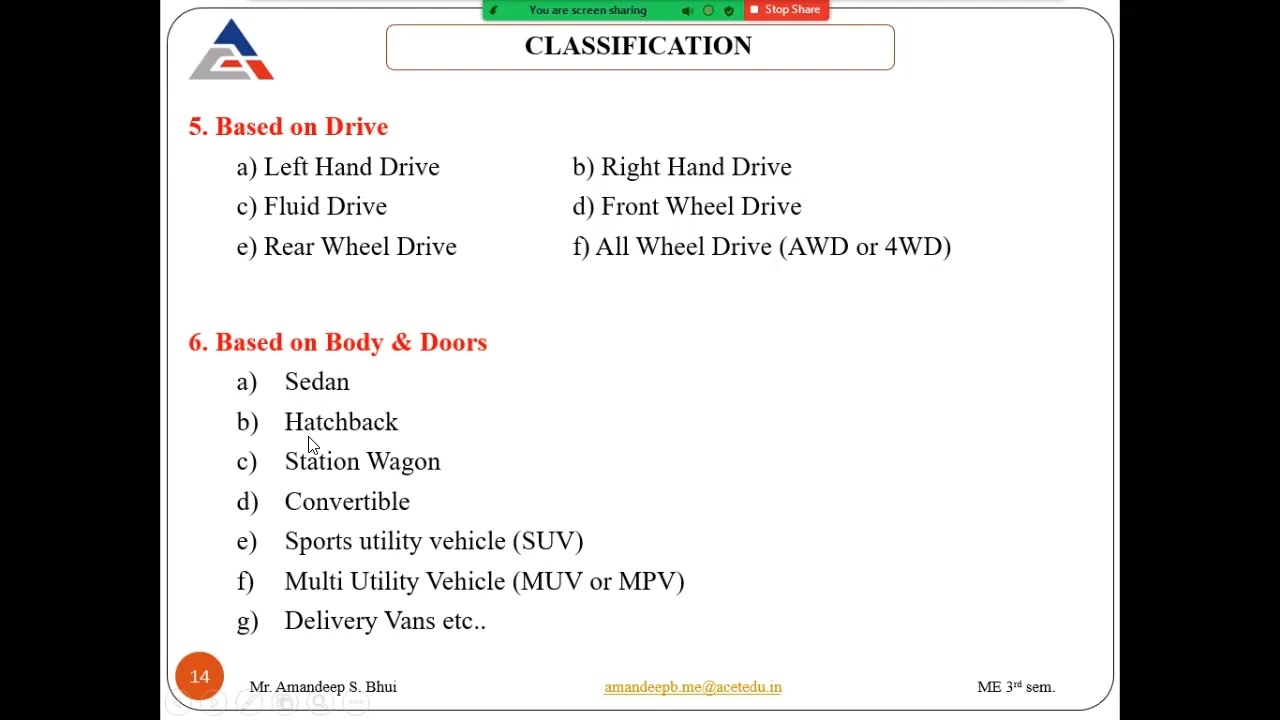 You are screen sharing
Stop Share
CLASSIFICATION
5. Based on Drive
a) Left Hand Drive b) Right Hand Drive
c) Fluid Drive d) Front Wheel Drive
e) Rear Wheel Drive f) All Wheel Drive (AWD or 4WD)
6. Based on Body & Doors
a) Sedan
b) Hatchback
c) Station Wagon
d) Convertible
e) Sports utility vehicle (SUV)
f) Multi Utility Vehicle (MUV or MPV)
g) Delivery Vans etc..
14 Mr. Amandeep S. Bhui amandeepb.me@acetedu.in ME 3rd sem.